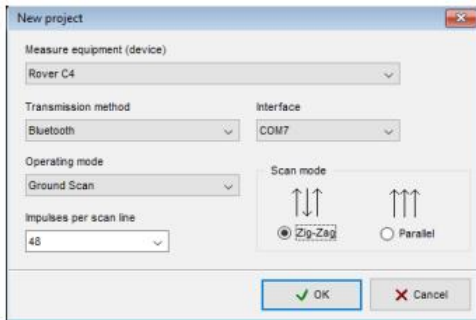 New project
Measure equipment (device)
Rover C4
Transmission method
Interface
Bluetooth
COM7
Operating mode
Ground Scan
Scan mode
Impulses per scan line
48
Zig-Zag
Parallel
OK
Cancel